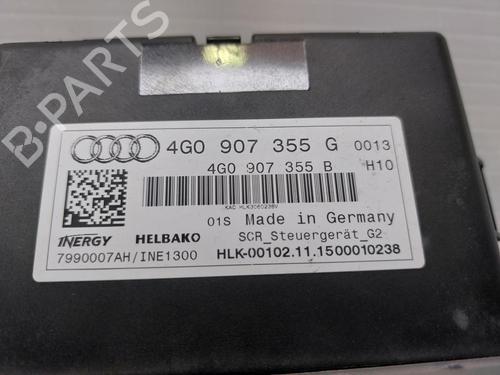 4G0 907 355 G 0013
4G0 907 355 B H10
01S Made in Germany
INERGY HELBAKO SCR_Steuergerät_G2
7990007AH/INE1300 HLK-00102.11.1500010238
B-PARTS